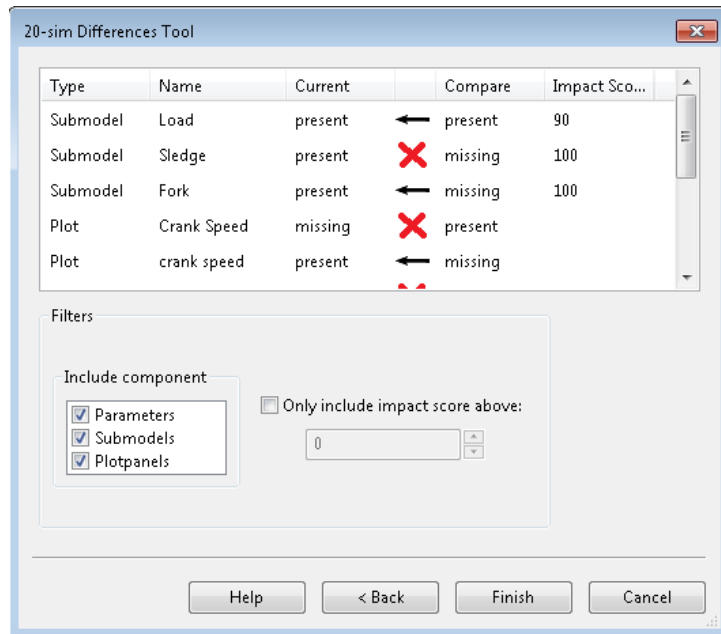 20-sim Differences Tool
Type Name Current Compare Impact Sco...
Submodel Load present present 90
Submodel Sledge present missing 100
Submodel Fork present missing 100
Plot Crank Speed missing present
Plot crank speed present missing
Filters
Include component
Parameters
Submodels
Plotpanels
Only include impact score above:
0
Help < Back Finish Cancel